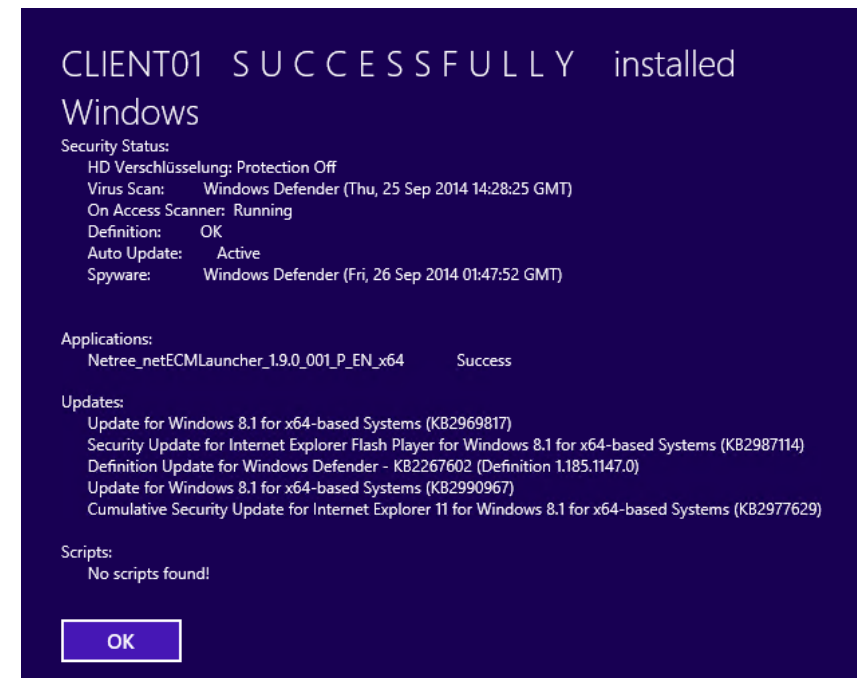 CLIENT01 S U C C E S S F U L L Y installed
Windows
Security Status:
HD Verschlüsselung: Protection Off
Virus Scan: Windows Defender (Thu, 25 Sep 2014 14:28:25 GMT)
On Access Scanner: Running
Definition: OK
Auto Update: Active
Spyware: Windows Defender (Fri, 26 Sep 2014 01:47:52 GMT)
Applications:
Netree_netECMLauncher_1.9.0_001_P_EN_x64 Success
Updates:
Update for Windows 8.1 for x64-based Systems (KB2969817)
Security Update for Internet Explorer Flash Player for Windows 8.1 for x64-based Systems (KB2987114)
Definition Update for Windows Defender - KB2267602 (Definition 1.185.1147.0)
Update for Windows 8.1 for x64-based Systems (KB2990967)
Cumulative Security Update for Internet Explorer 11 for Windows 8.1 for x64-based Systems (KB2977629)
Scripts:
No scripts found!
OK